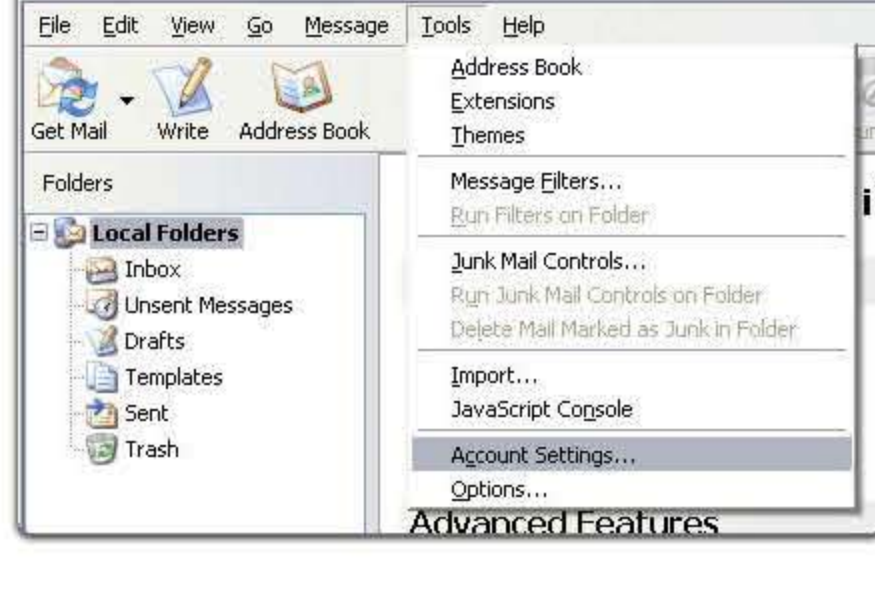 File Edit View Go Message Tools Help
Get Mail Write Address Book
Folders
Local Folders
Inbox
Unsent Messages
Drafts
Templates
Sent
Trash
Address Book
Extensions
Themes
Message Filters...
Run Filters on Folder
Junk Mail Controls...
Run Junk Mail Controls on Folder
Delete Mail Marked as Junk in Folder
Import...
JavaScript Console
Account Settings...
Options...
Advanced Features